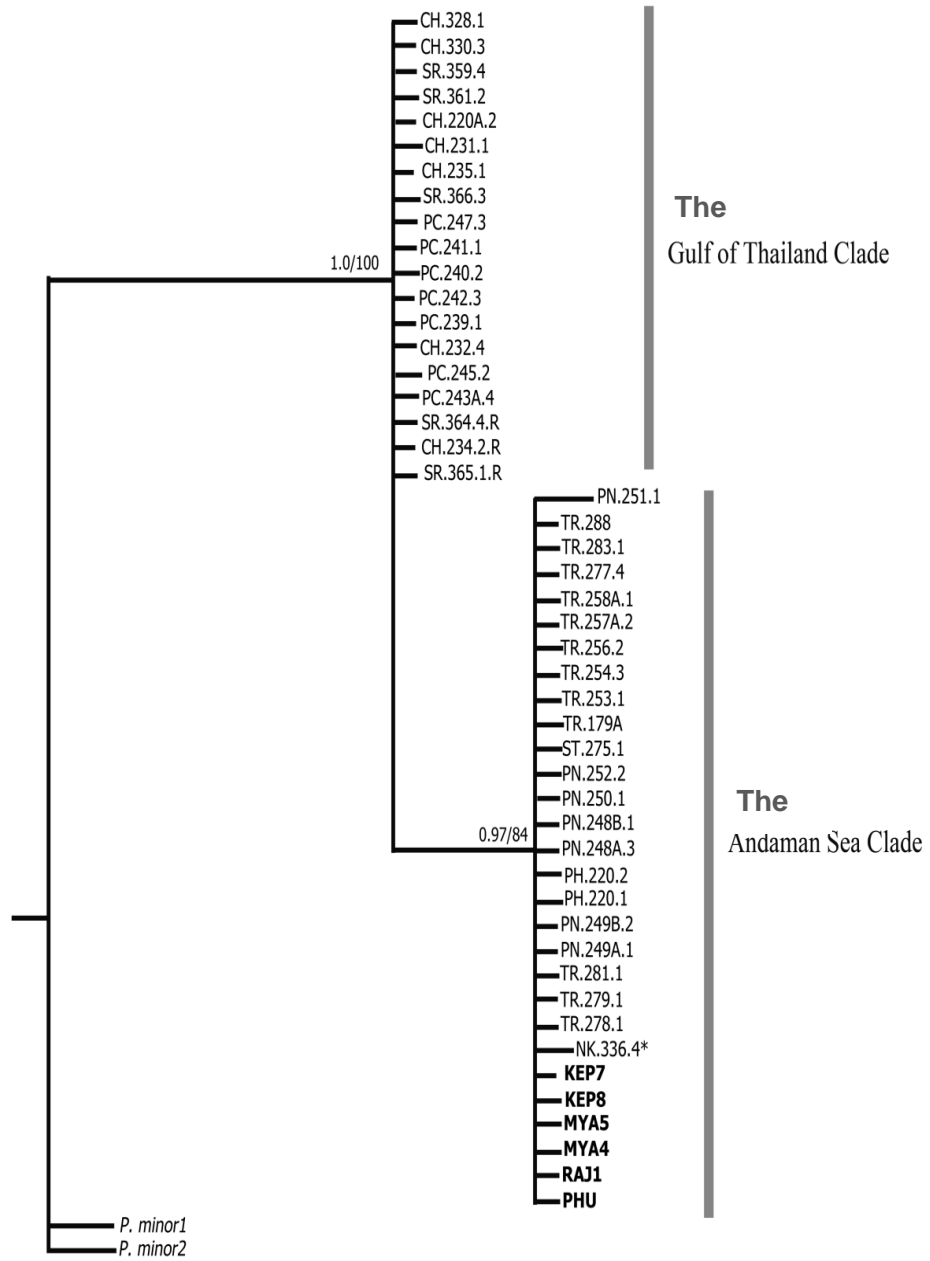 CH.328.1
CH.330.3
SR.359.4
SR.361.2
CH.220A.2
CH.231.1
CH.235.1
SR.366.3
PC.247.3
PC.241.1
PC.240.2
PC.242.3
PC.239.1
CH.232.4
PC.245.2
PC.243A.4
SR.364.4.R
CH.234.2.R
SR.365.1.R
1.0/100
The
Gulf of Thailand Clade
PN.251.1
TR.288
TR.283.1
TR.277.4
TR.258A.1
TR.257A.2
TR.256.2
TR.254.3
TR.253.1
TR.179A
ST.275.1
PN.252.2
PN.250.1
PN.248B.1
PN.248A.3
PH.220.2
PH.220.1
PN.249B.2
PN.249A.1
TR.281.1
TR.279.1
TR.278.1
NK.336.4*
KEP7
KEP8
MYA5
MYA4
RAJ1
PHU
0.97/84
The
Andaman Sea Clade
P. minor1
P. minor2